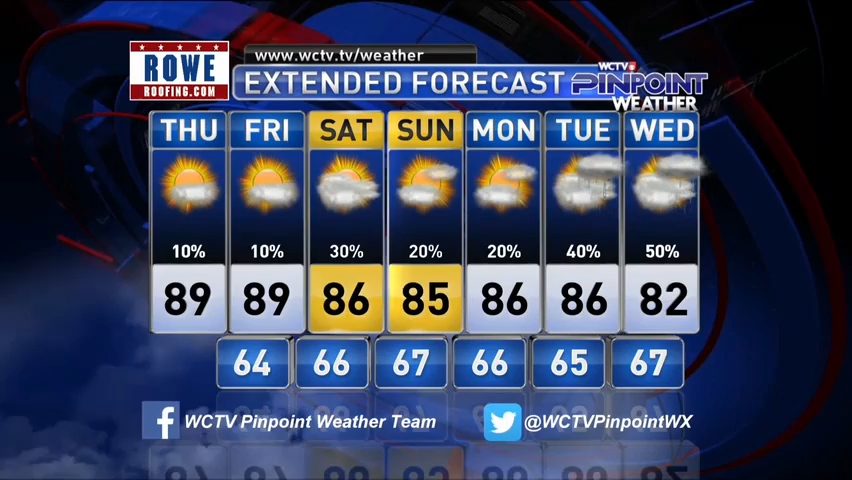 www.wctv.tv/weather
ROWE
ROOFING.COM
EXTENDED FORECAST
WCTV
PINPOINT
WEATHER
THU FRI SAT SUN MON TUE WED
10% 10% 30% 20% 20% 40% 50%
89 89 86 85 86 86 82
64 66 67 66 65 67
WCTV Pinpoint Weather Team
@WCTVPinpointWX